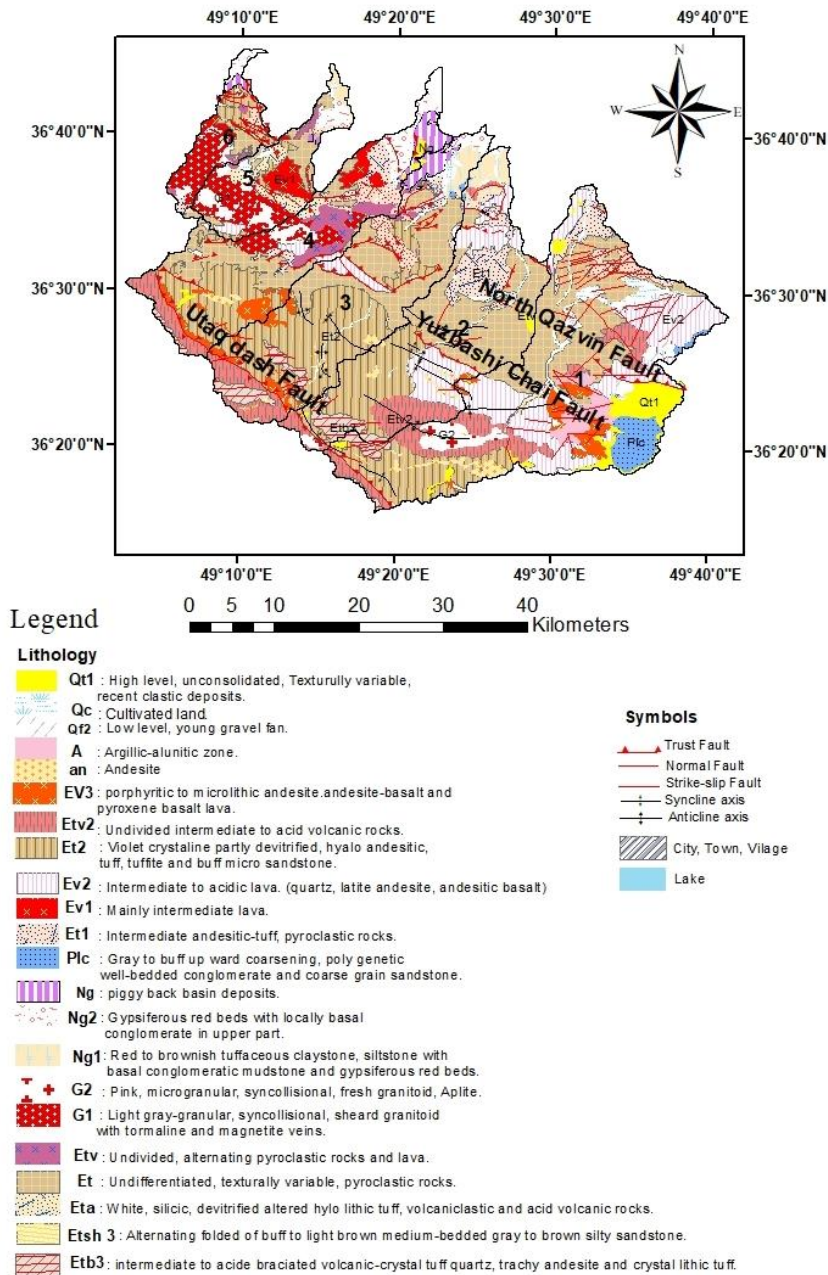 49°10'0"E 49°20'0"E 49°30'0"E 49°40'0"E
N
W E
S
36°40'0"N 36°40'0"N
6
5
Ev1
4
36°30'0"N 36°30'0"N
Et1
3
2
North Qazvin Fault
Ev2
Et2
Utaq dash Fault
Yuzbashi Chai Fault
1
Qt1
Etv2
Etb3
G2
Plc
36°20'0"N 36°20'0"N
49°10'0"E 49°20'0"E 49°30'0"E 49°40'0"E
0 5 10 20 30 40
Kilometers
Legend
Lithology
Qt1 : High level, unconsolidated, Texturully variable,
recent clastic deposits.
Qc : Cultivated land.
Qf2 : Low level, young gravel fan.
A : Argillic-alunitic zone.
an : Andesite
EV3 : porphyritic to microlithic andesite.andesite-basalt and
pyroxene basalt lava.
Etv2 : Undivided intermediate to acid volcanic rocks.
Et2 : Violet crystaline partly devitrified, hyalo andesitic,
tuff, tuffite and buff micro sandstone.
Ev2 : Intermediate to acidic lava. (quartz, latite andesite, andesitic basalt)
Ev1 : Mainly intermediate lava.
Et1 : Intermediate andesitic-tuff, pyroclastic rocks.
Plc : Gray to buff up ward coarsening, poly genetic
well-bedded conglomerate and coarse grain sandstone.
Ng : piggy back basin deposits.
Ng2 : Gypsiferous red beds with locally basal
conglomerate in upper part.
Ng1 : Red to brownish tuffaceous claystone, siltstone with
basal conglomeratic mudstone and gypsiferous red beds.
G2 : Pink, microgranular, syncollisional, fresh granitoid, Aplite.
G1 : Light gray-granular, syncollisional, sheard granitoid
with tormaline and magnetite veins.
Etv : Undivided, alternating pyroclastic rocks and lava.
Et : Undifferentiated, texturally variable, pyroclastic rocks.
Eta : White, silicic, devitrified altered hylo lithic tuff, volcaniclastic and acid volcanic rocks.
Etsh 3 : Alternating folded of buff to light brown medium-bedded gray to brown silty sandstone.
Etb3 : intermediate to acide braciated volcanic-crystal tuff quartz, trachy andesite and crystal lithic tuff.
Symbols
Trust Fault
Normal Fault
Strike-slip Fault
Syncline axis
Anticline axis
City, Town, Vilage
Lake